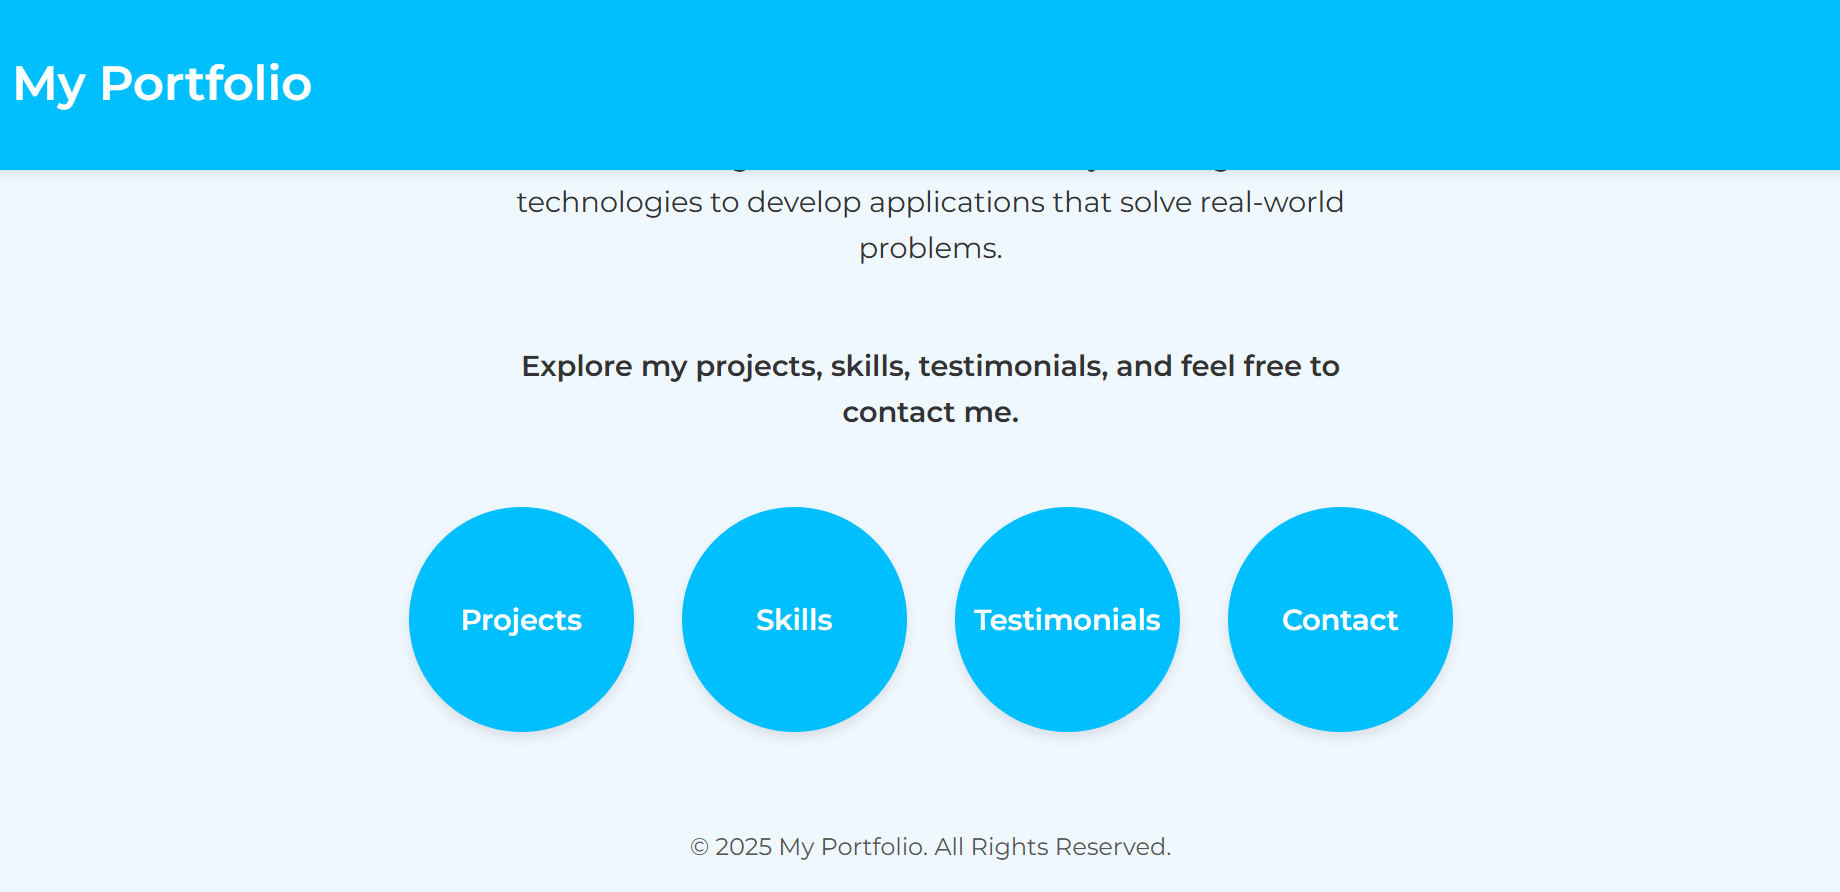 My Portfolio
technologies to develop applications that solve real-world
problems.
Explore my projects, skills, testimonials, and feel free to
contact me.
Projects
Skills
Testimonials
Contact
© 2025 My Portfolio. All Rights Reserved.